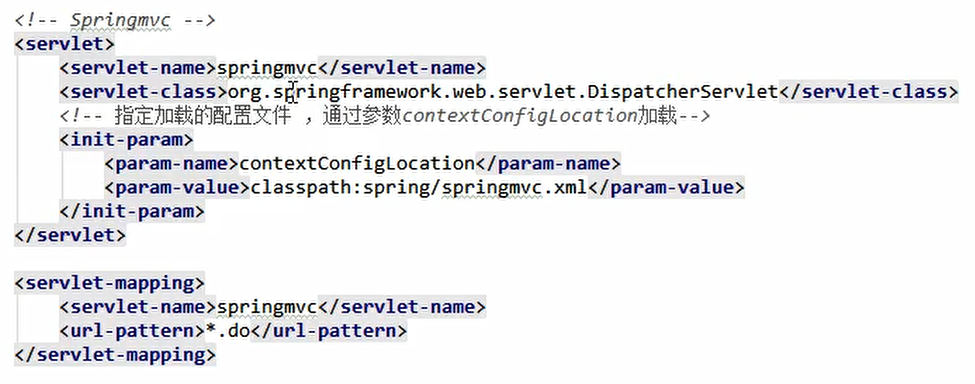 <!-- Springmvc -->
<servlet>
<servlet-name>springmvc</servlet-name>
<servlet-class>org.springframework.web.servlet.DispatcherServlet</servlet-class>
<!-- 指定加载的配置文件 ，通过参数contextConfigLocation加载-->
<init-param>
<param-name>contextConfigLocation</param-name>
<param-value>classpath:spring/springmvc.xml</param-value>
</init-param>
</servlet>
<servlet-mapping>
<servlet-name>springmvc</servlet-name>
<url-pattern>*.do</url-pattern>
</servlet-mapping>